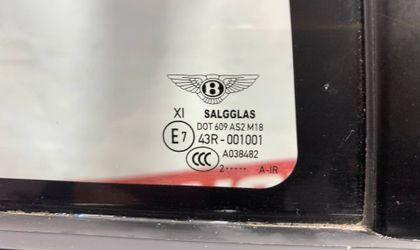 B
XI SALGGLAS
DOT 609 AS2 M18
E7 43R - 001001
CCC A038482
2 ····· A-IR